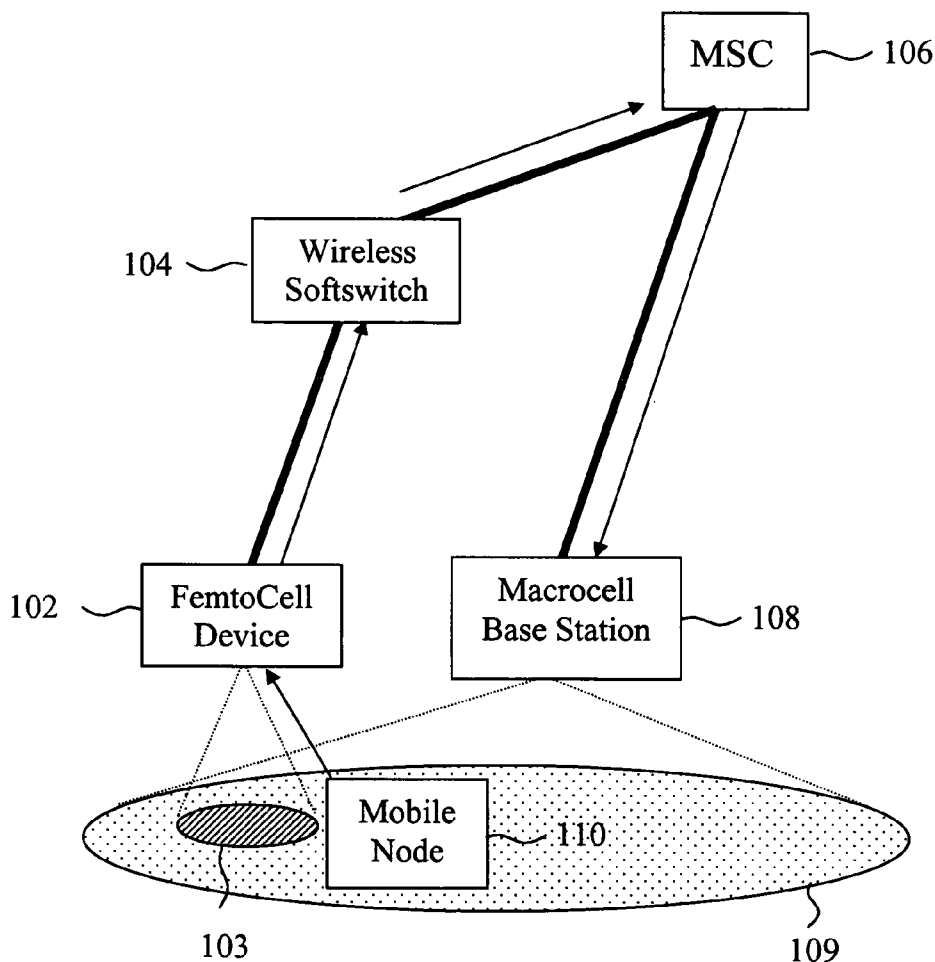 MSC
106
Wireless
Softswitch
104
FemtoCell
Device
102
Macrocell
Base Station
108
Mobile
Node
110
103
109